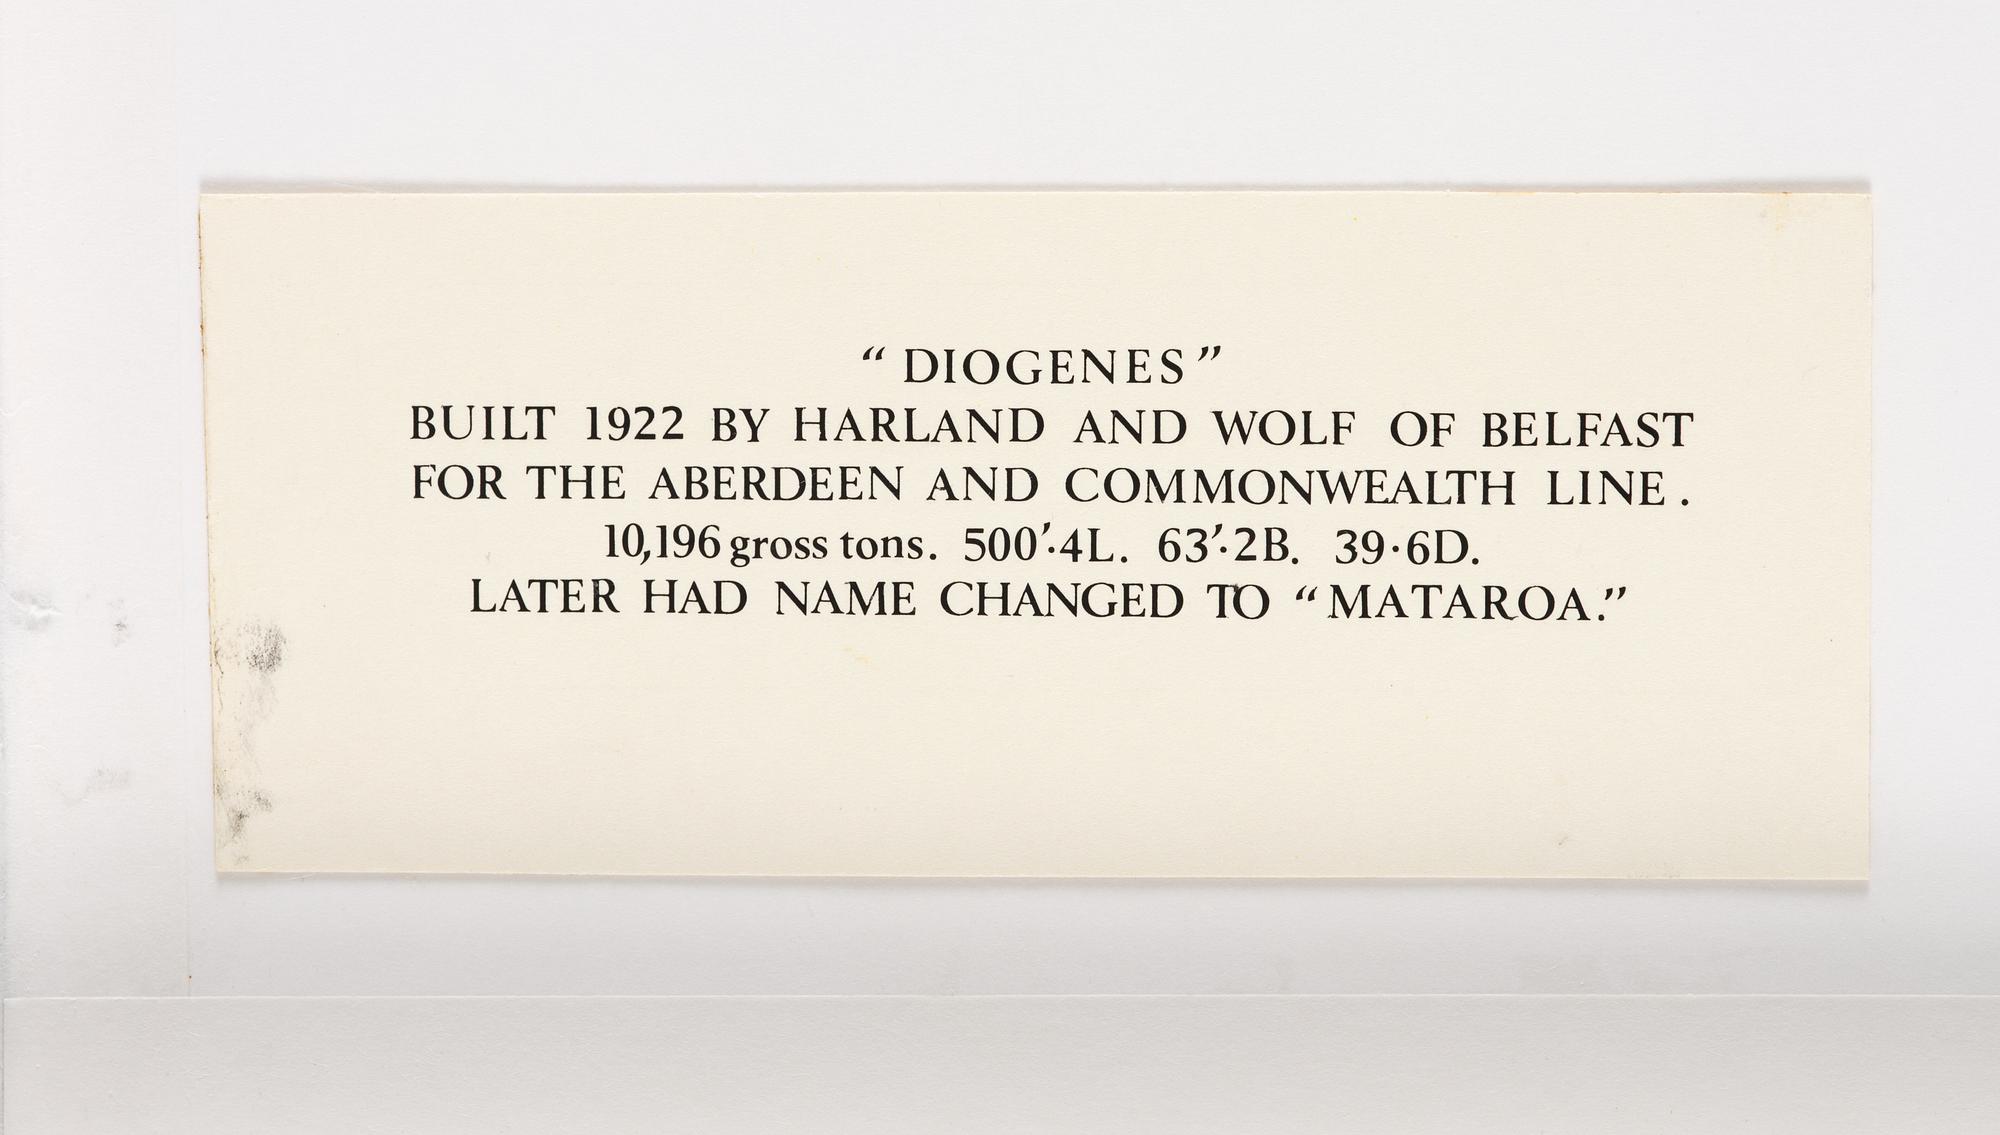 “DIOGENES”
BUILT 1922 BY HARLAND AND WOLF OF BELFAST
FOR THE ABERDEEN AND COMMONWEALTH LINE.
10,196 gross tons. 500′·4L. 63′·2B. 39·6D.
LATER HAD NAME CHANGED TO “MATAROA.”